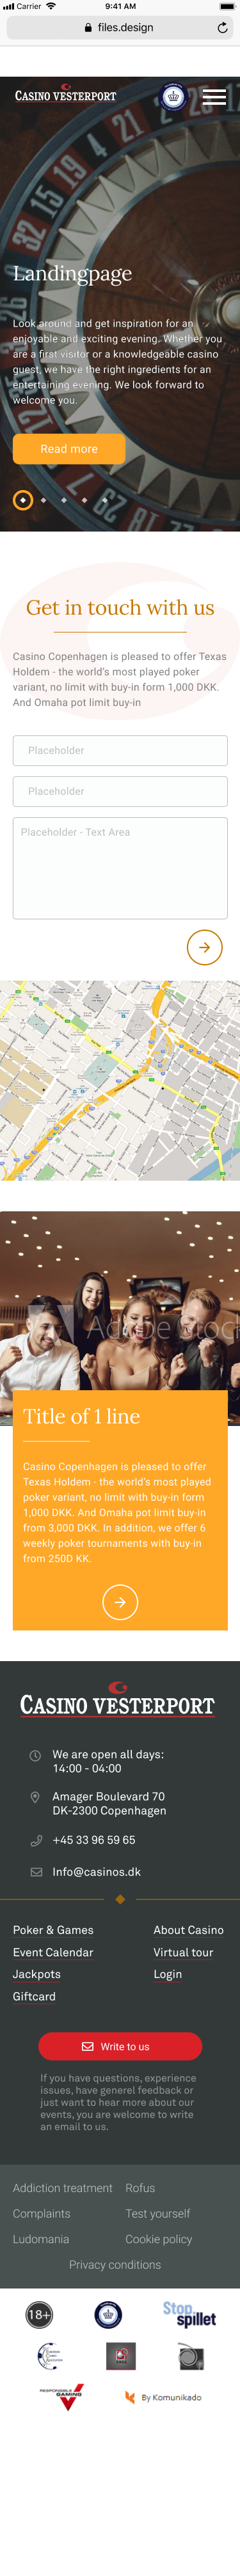 Carrier 9:41 AM
files.design
CASINO VESTERPORT
Landingpage
Look around and get inspiration for an
enjoyable and exciting evening. Whether you
are a first visitor or a knowledgeable casino
guest, we have the right ingredients for an
entertaining evening. We look forward to
welcome you.
Read more
Get in touch with us
Casino Copenhagen is pleased to offer Texas
Holdem - the world's most played poker
variant, no limit with buy-in form 1,000 DKK.
And Omaha pot limit buy-in
Placeholder
Placeholder
Placeholder - Text Area
Adobe Stock
Title of 1 line
Casino Copenhagen is pleased to offer
Texas Holdem - the world's most played
poker variant, no limit with buy-in form
1,000 DKK. And Omaha pot limit buy-in
from 3,000 DKK. In addition, we offer 6
weekly poker tournaments with buy-in
from 250D KK.
CASINO VESTERPORT
We are open all days:
14:00 - 04:00
Amager Boulevard 70
DK-2300 Copenhagen
+45 33 96 59 65
Info@casinos.dk
Poker & Games About Casino
Event Calendar Virtual tour
Jackpots Login
Giftcard
Write to us
If you have questions, experience
issues, have generel feedback or
just want to hear more about our
events, you are welcome to write
an email to us.
Addiction treatment Rofus
Complaints Test yourself
Ludomania Cookie policy
Privacy conditions
18+
Stop
spillet
RESPONSIBLE
GAMING
By Komunikado